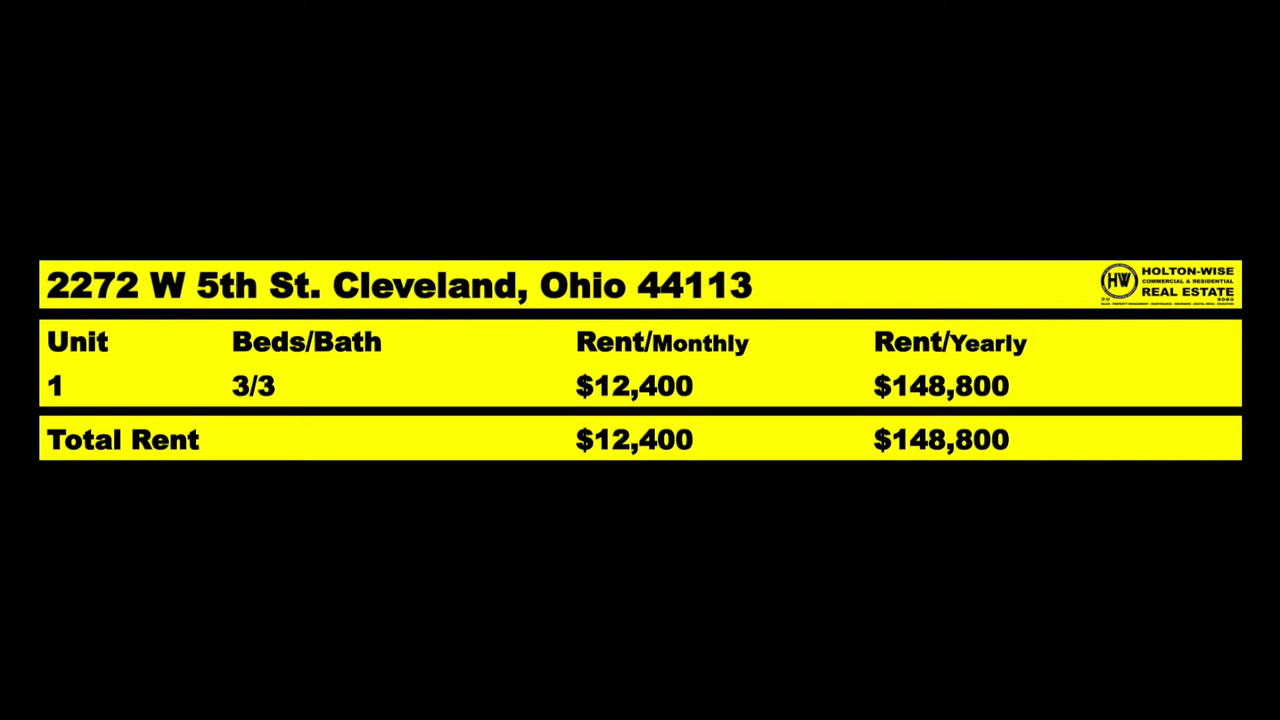 2272 W 5th St. Cleveland, Ohio 44113
HW
HOLTON-WISE
COMMERCIAL & RESIDENTIAL
REAL ESTATE
Unit Beds/Bath Rent/Monthly Rent/Yearly
1 3/3 $12,400 $148,800
Total Rent $12,400 $148,800